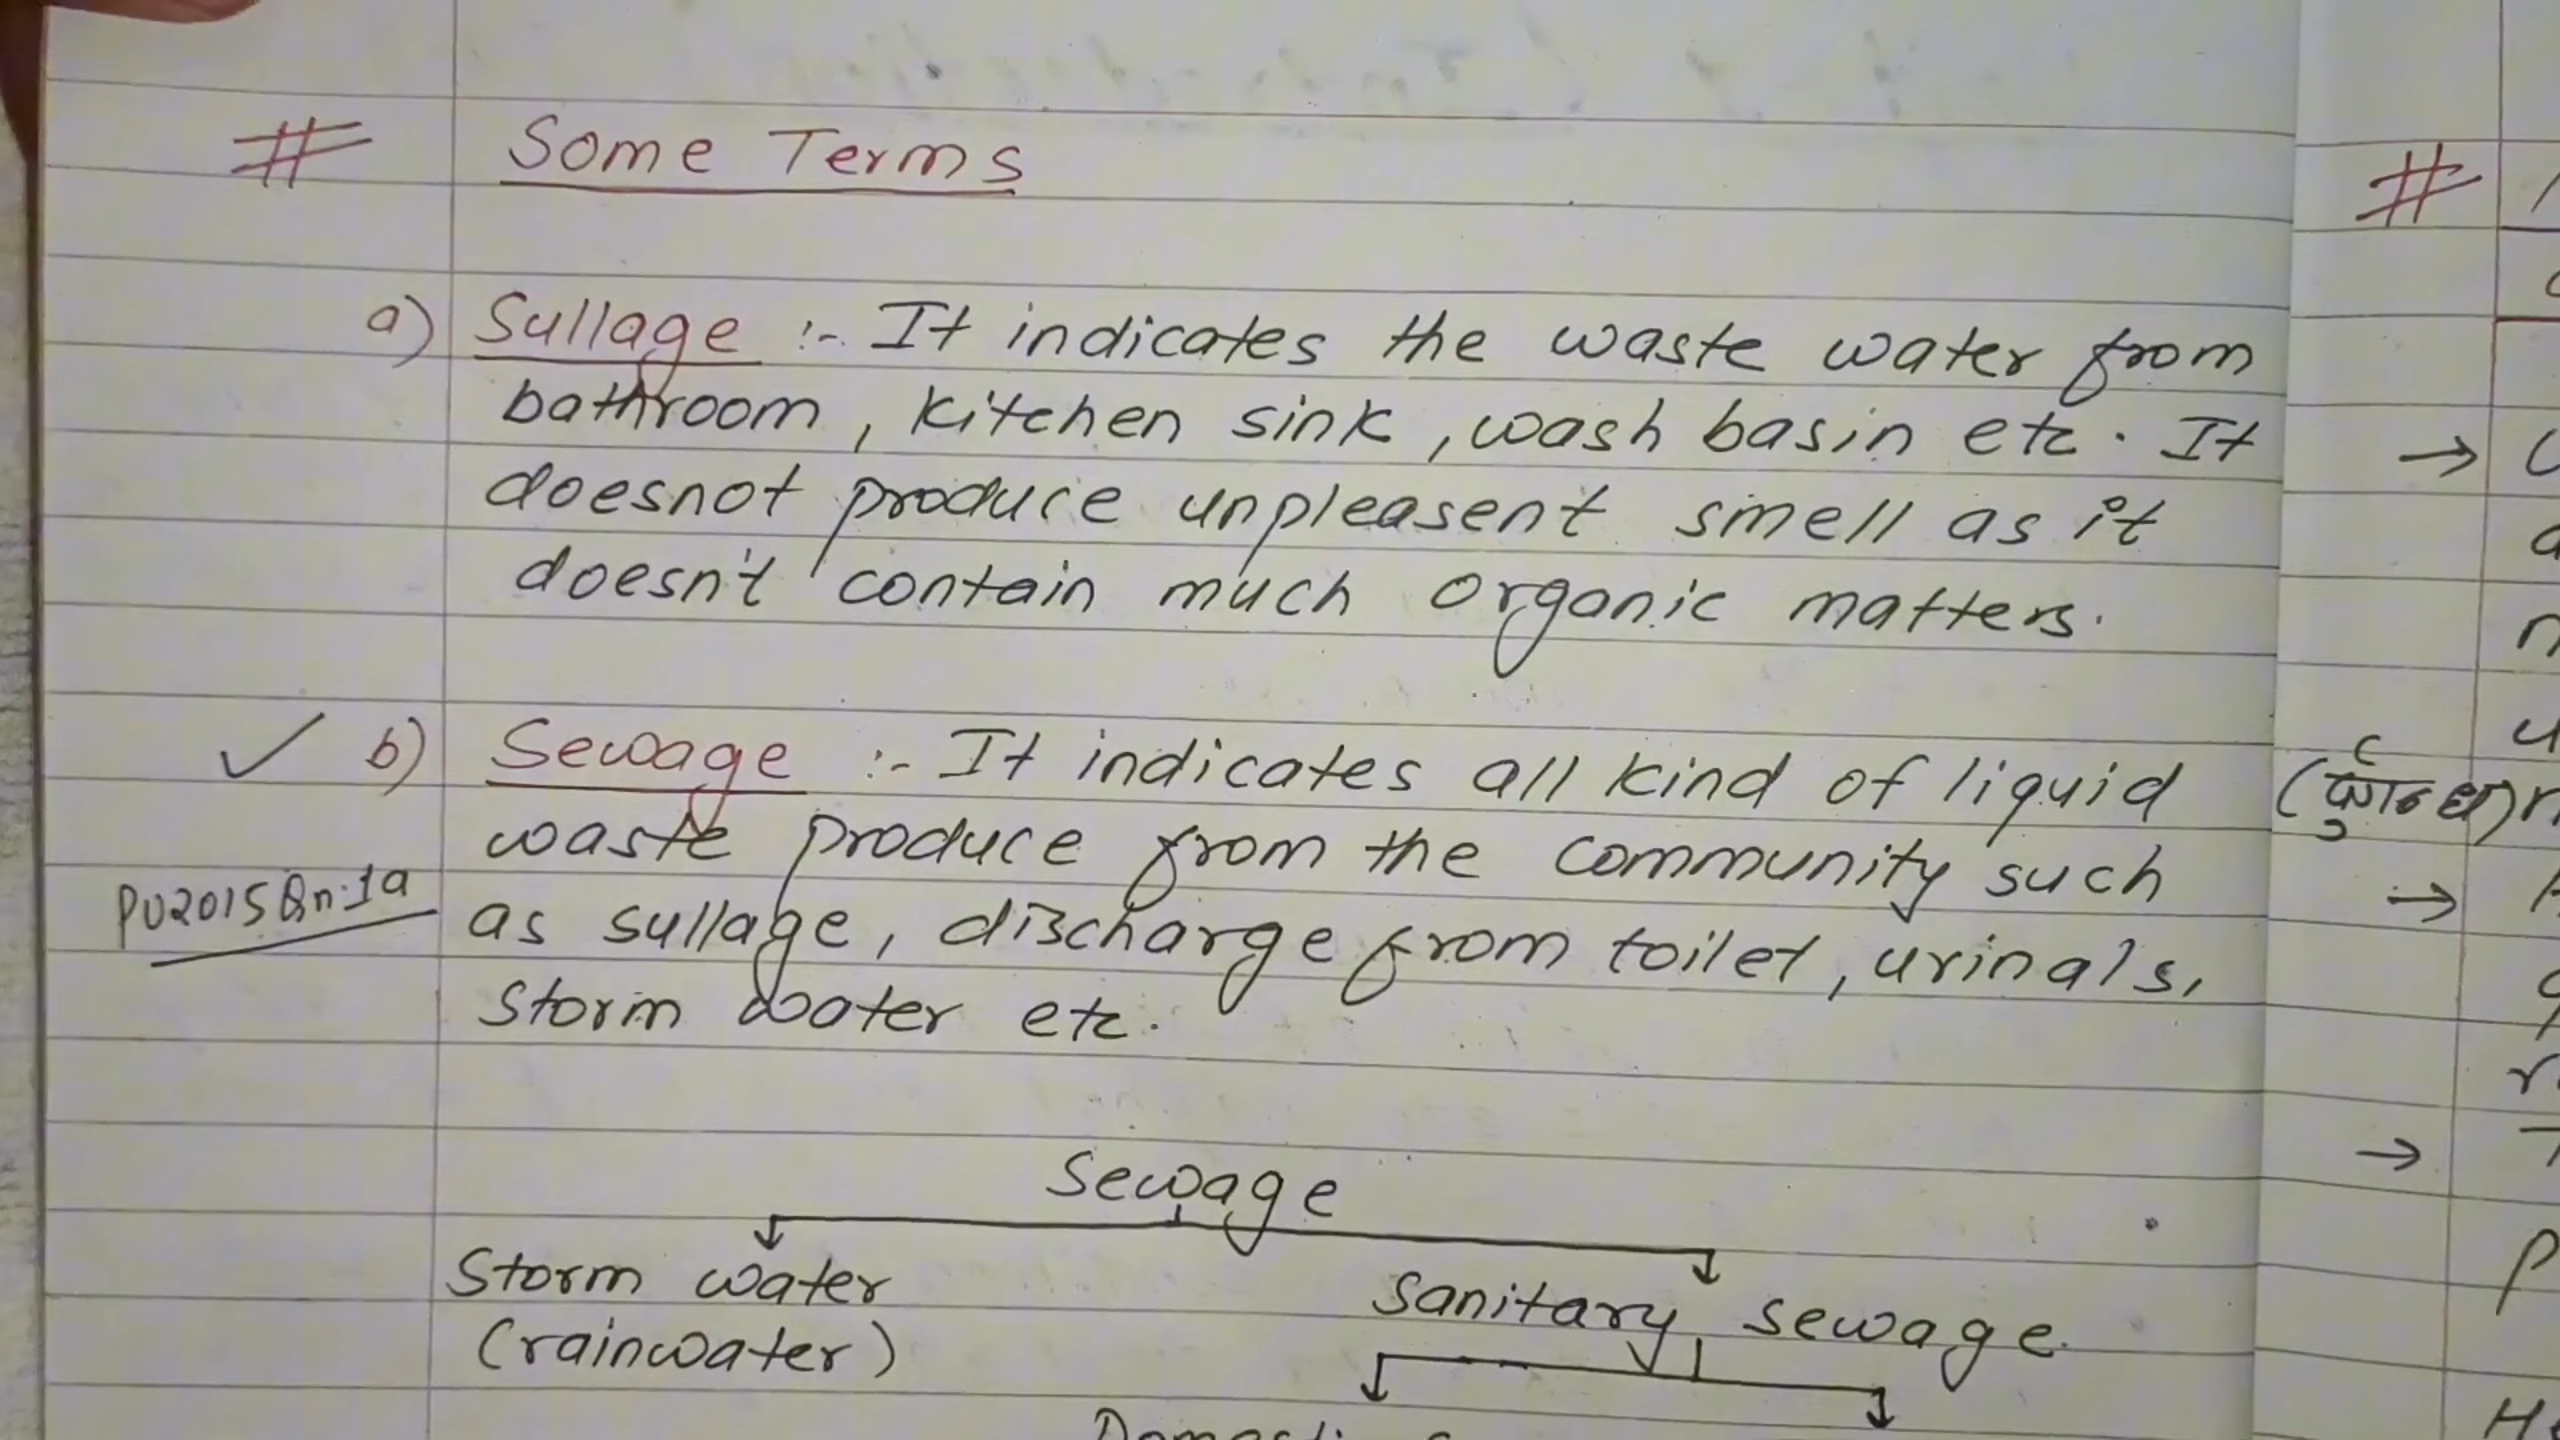 # Some Terms
a) Sullage :- It indicates the waste water from
bathroom, kitchen sink, wash basin etc. It
doesnot produce unpleasent smell as it
doesn't contain much organic matters.
✓ b) Sewage :- It indicates all kind of liquid
waste produce from the community such
PU2015 Qn.1a
as sullage, discharge from toilet, urinals,
storm water etc.
Sewage
Storm water
(rainwater)
Sanitary sewage
#
→
→
→